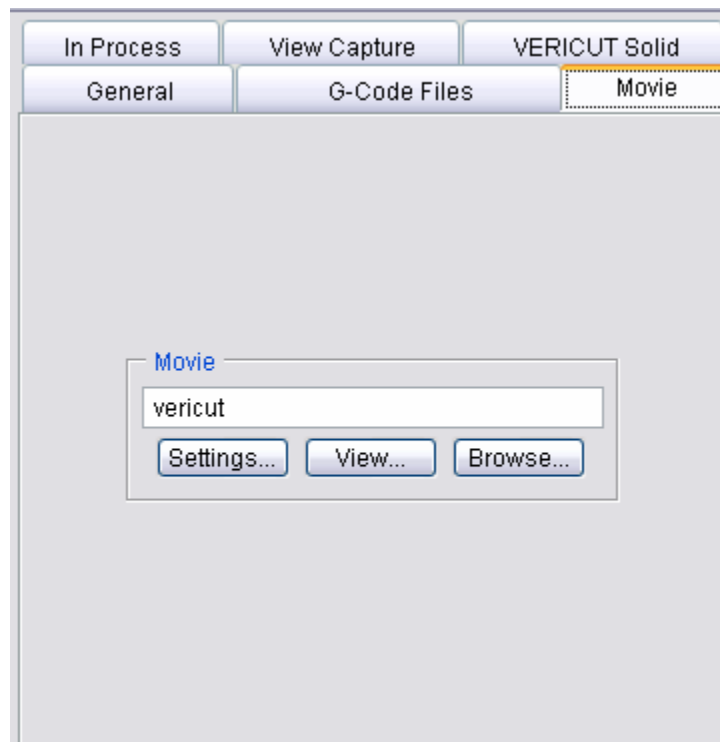 In Process View Capture VERICUT Solid
General G-Code Files Movie
Movie
vericut
Settings... View... Browse...